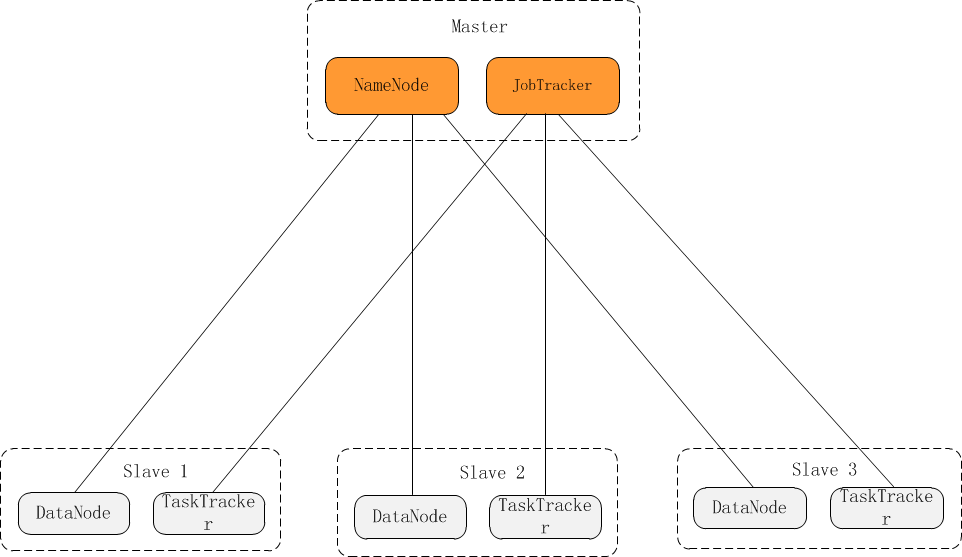 Master
NameNode
JobTracker
Slave 1
DataNode
TaskTracke
r
Slave 2
DataNode
TaskTracke
r
Slave 3
DataNode
TaskTracke
r